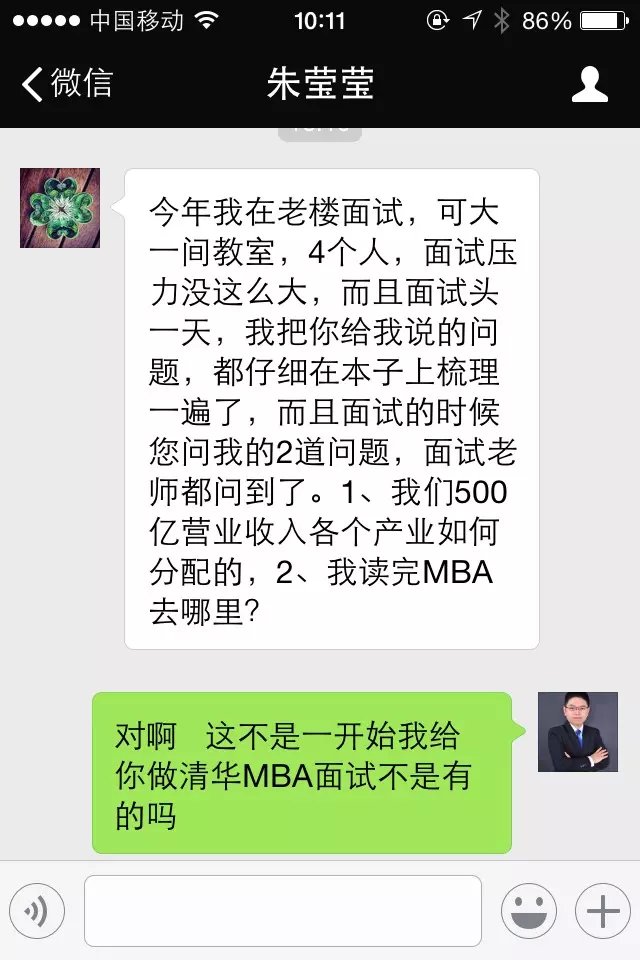 中国移动 10:11 86%
微信 朱莹莹
今年我在老楼面试，可大
一间教室，4个人，面试压
力没这么大，而且面试头
一天，我把你给我说的问
题，都仔细在本子上梳理
一遍了，而且面试的时候
您问我的2道问题，面试老
师都问到了。1、我们500
亿营业收入各个产业如何
分配的，2、我读完MBA
去哪里？
对啊 这不是一开始我给
你做清华MBA面试不是有
的吗